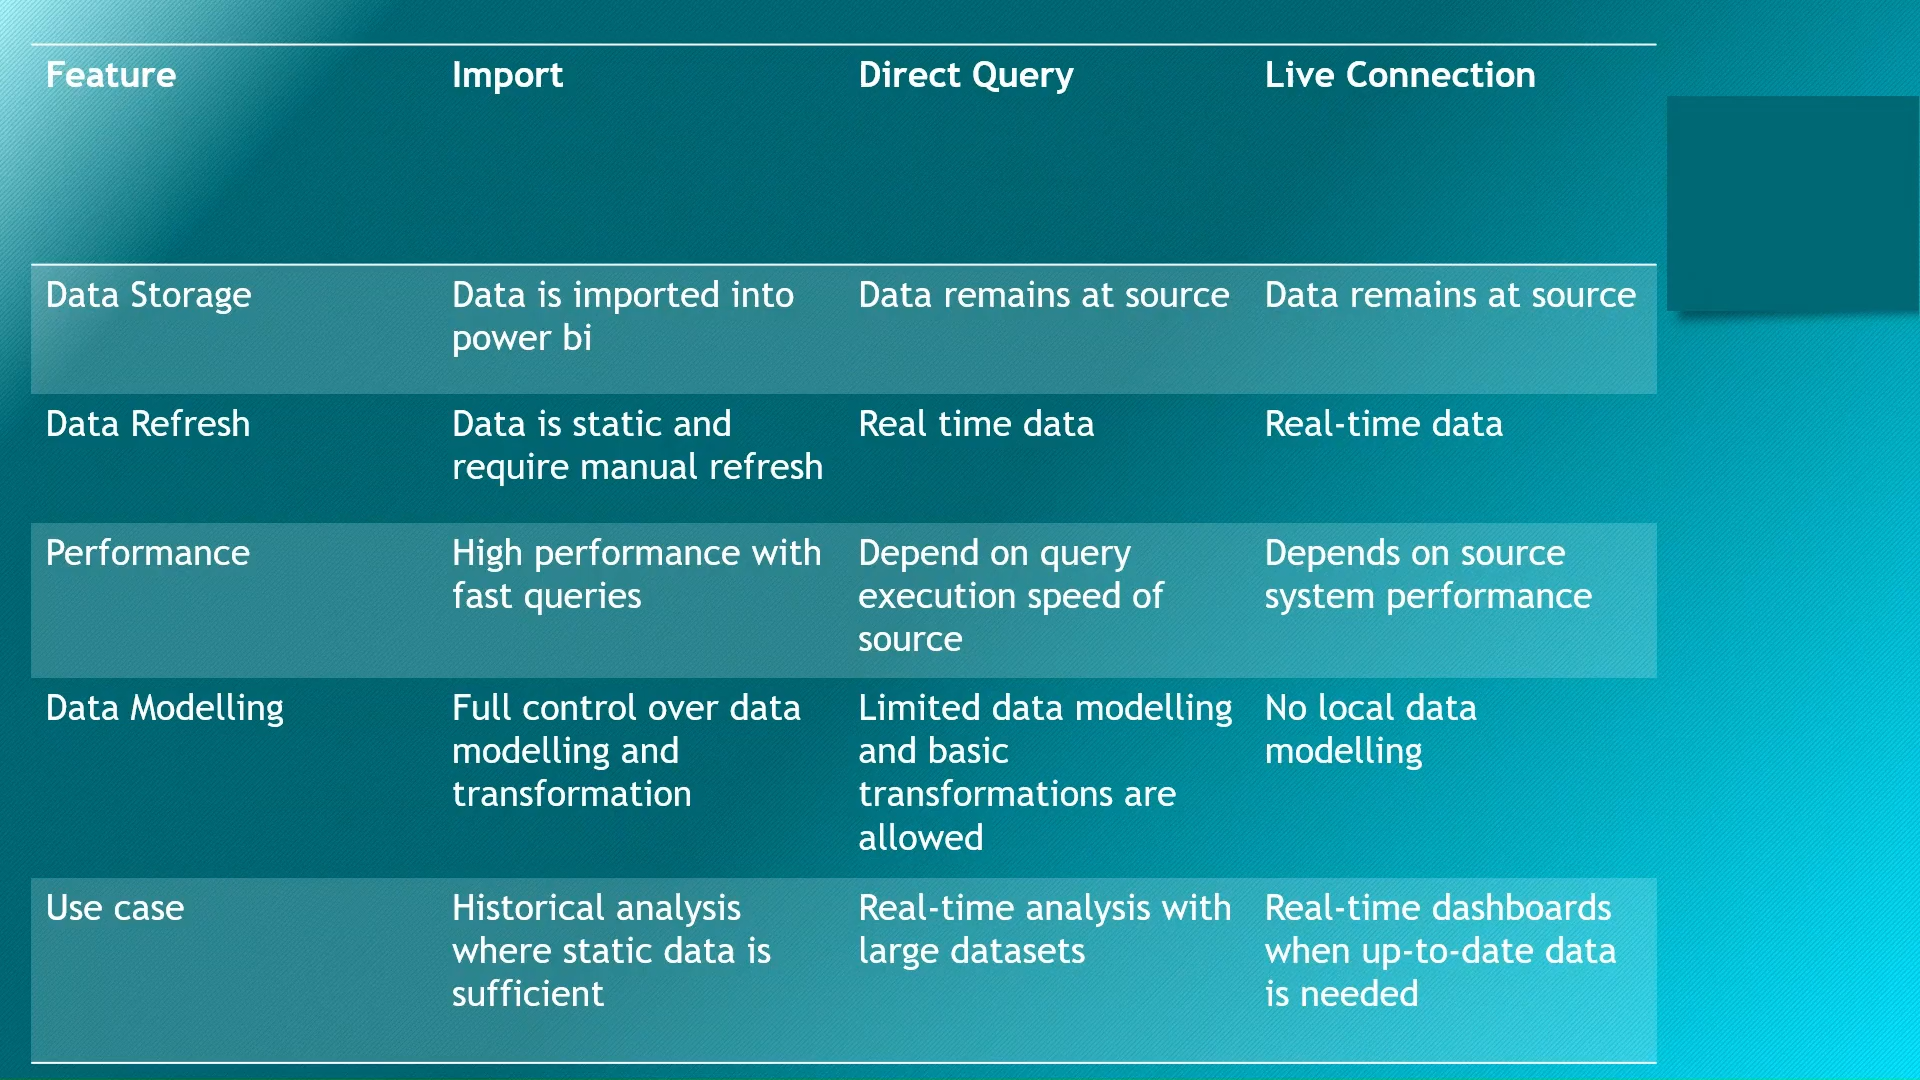 Feature
Import
Direct Query
Live Connection
Data Storage
Data is imported into
power bi
Data remains at source
Data remains at source
Data Refresh
Data is static and
require manual refresh
Real time data
Real-time data
Performance
High performance with
fast queries
Depend on query
execution speed of
source
Depends on source
system performance
Data Modelling
Full control over data
modelling and
transformation
Limited data modelling
and basic
transformations are
allowed
No local data
modelling
Use case
Historical analysis
where static data is
sufficient
Real-time analysis with
large datasets
Real-time dashboards
when up-to-date data
is needed